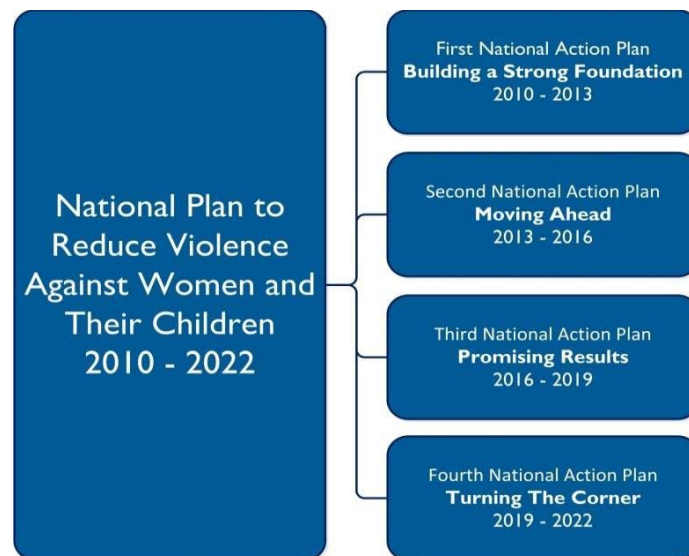 National Plan to
Reduce Violence
Against Women and
Their Children
2010 - 2022
First National Action Plan
Building a Strong Foundation
2010 - 2013
Second National Action Plan
Moving Ahead
2013 - 2016
Third National Action Plan
Promising Results
2016 - 2019
Fourth National Action Plan
Turning The Corner
2019 - 2022